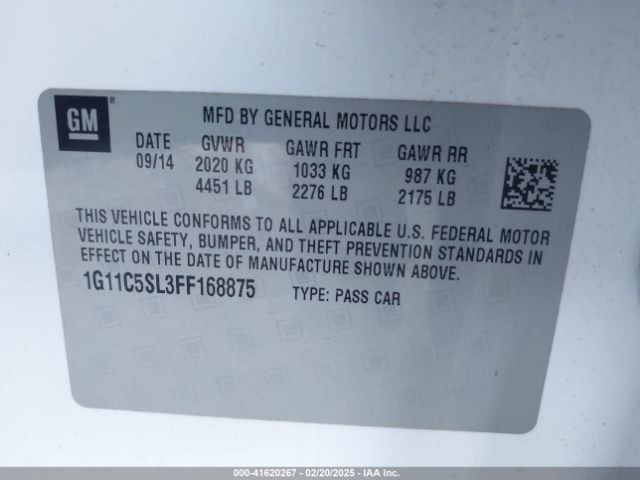 GM®
MFD BY GENERAL MOTORS LLC
DATE GVWR GAWR FRT GAWR RR
09/14 2020 KG 1033 KG 987 KG
4451 LB 2276 LB 2175 LB
THIS VEHICLE CONFORMS TO ALL APPLICABLE U.S. FEDERAL MOTOR
VEHICLE SAFETY, BUMPER, AND THEFT PREVENTION STANDARDS IN
EFFECT ON THE DATE OF MANUFACTURE SHOWN ABOVE.
1G11C5SL3FF168875 TYPE: PASS CAR
000-41620267 - 02/20/2025 - IAA Inc.